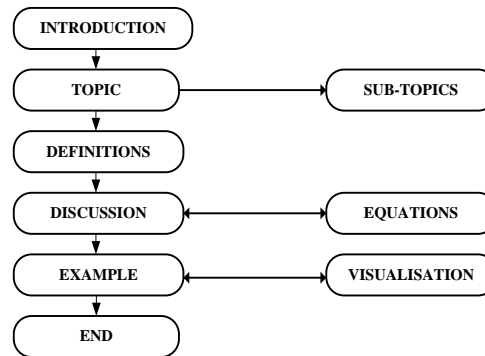 INTRODUCTION
TOPIC
SUB-TOPICS
DEFINITIONS
DISCUSSION
EQUATIONS
EXAMPLE
VISUALISATION
END